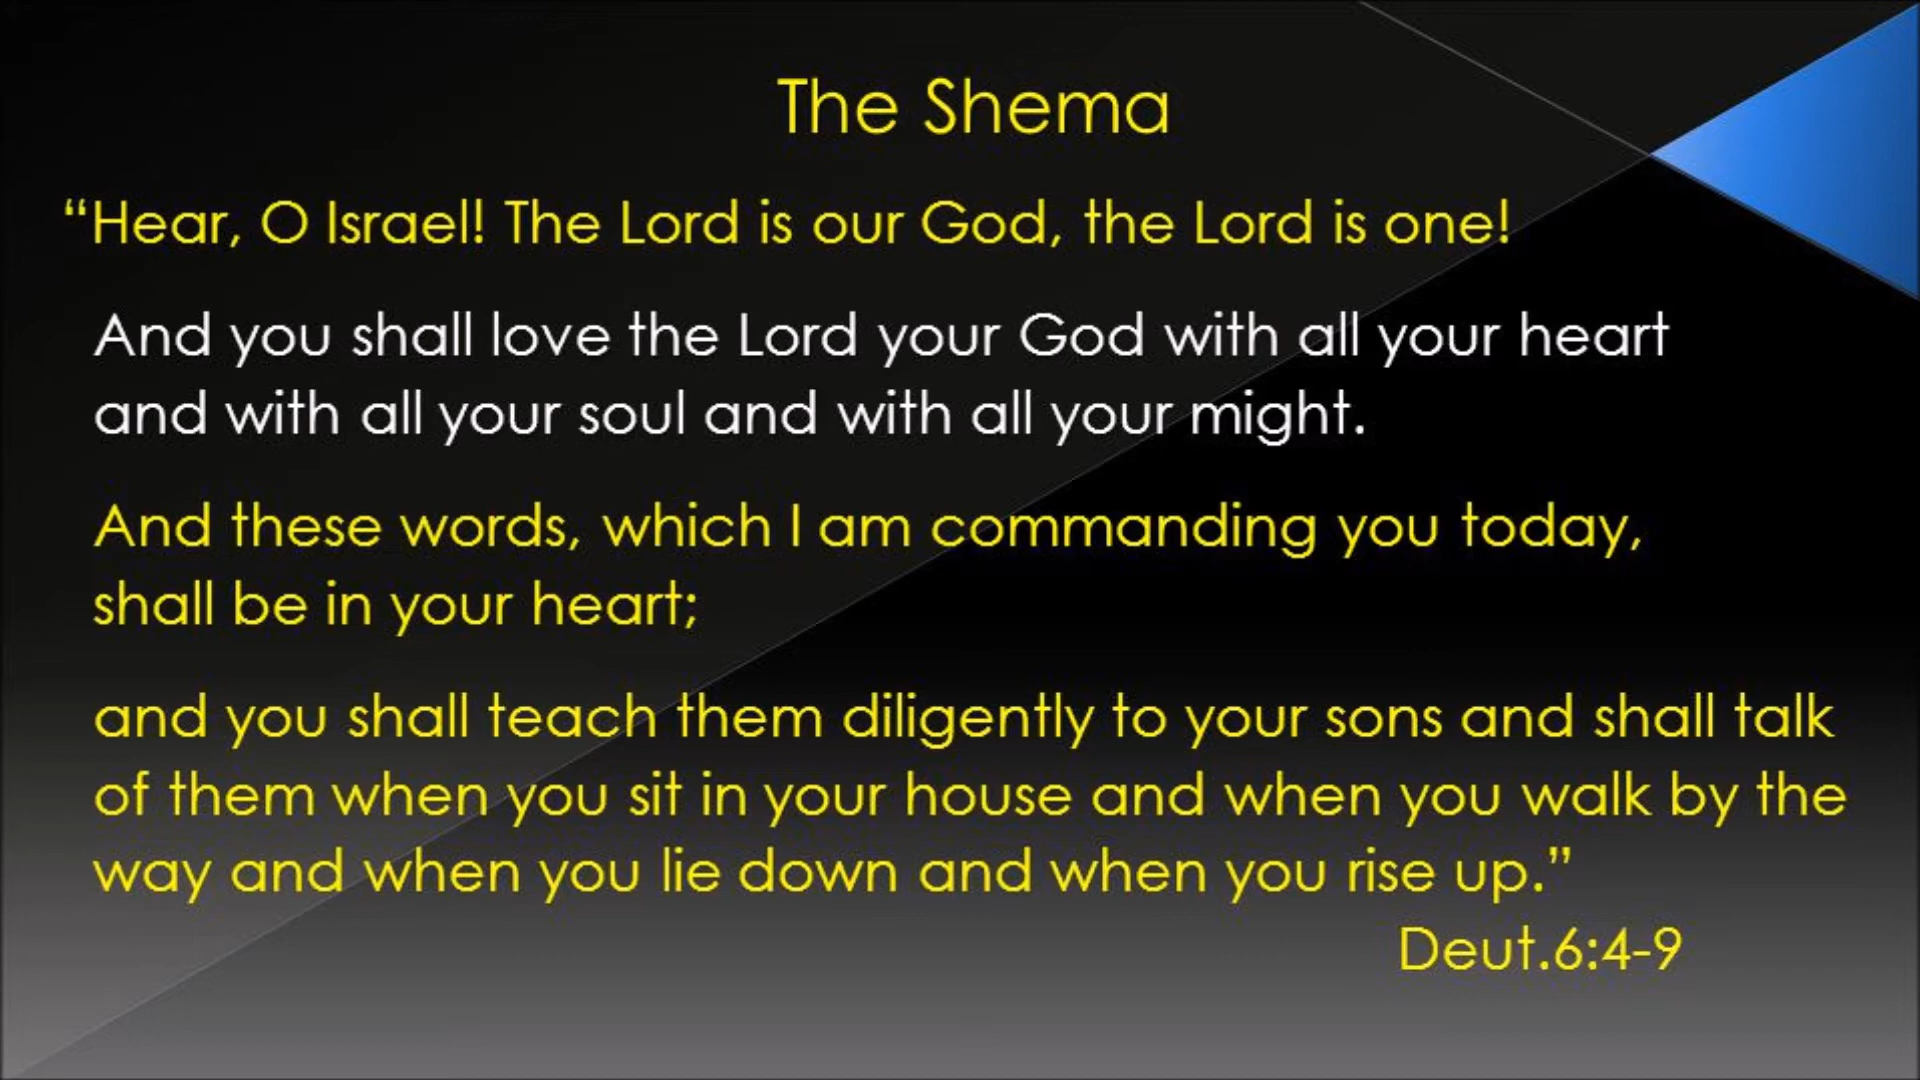 The Shema
“Hear, O Israel! The Lord is our God, the Lord is one!
And you shall love the Lord your God with all your heart
and with all your soul and with all your might.
And these words, which I am commanding you today,
shall be in your heart;
and you shall teach them diligently to your sons and shall talk
of them when you sit in your house and when you walk by the
way and when you lie down and when you rise up.”
Deut.6:4-9